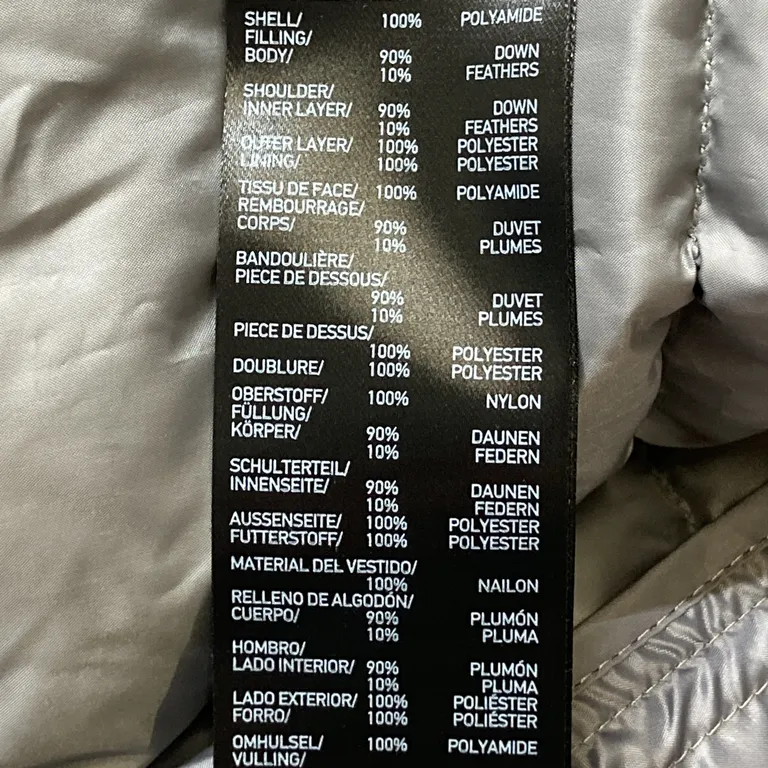 SHELL/ 100% POLYAMIDE
FILLING/
BODY/ 90% DOWN
10% FEATHERS
SHOULDER/
INNER LAYER/ 90% DOWN
10% FEATHERS
OUTER LAYER/ 100% POLYESTER
LINING/ 100% POLYESTER
TISSU DE FACE/ 100% POLYAMIDE
REMBOURRAGE/
CORPS/ 90% DUVET
10% PLUMES
BANDOULIÈRE/
PIECE DE DESSOUS/
90% DUVET
10% PLUMES
PIECE DE DESSUS/
100% POLYESTER
DOUBLURE/ 100% POLYESTER
OBERSTOFF/ 100% NYLON
FÜLLUNG/
KÖRPER/ 90% DAUNEN
10% FEDERN
SCHULTERTEIL/
INNENSEITE/ 90% DAUNEN
10% FEDERN
AUSSENSEITE/ 100% POLYESTER
FUTTERSTOFF/ 100% POLYESTER
MATERIAL DEL VESTIDO/
100% NAILON
RELLENO DE ALGODÓN/
CUERPO/ 90% PLUMÓN
10% PLUMA
HOMBRO/
LADO INTERIOR/ 90% PLUMÓN
10% PLUMA
LADO EXTERIOR/ 100% POLIÉSTER
FORRO/ 100% POLIÉSTER
OMHULSEL/ 100% POLYAMIDE
VULLING/